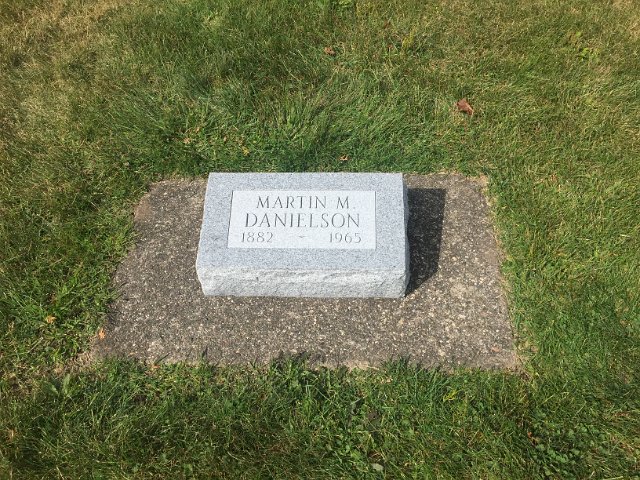 MARTIN M.
DANIELSON
1882 - 1965